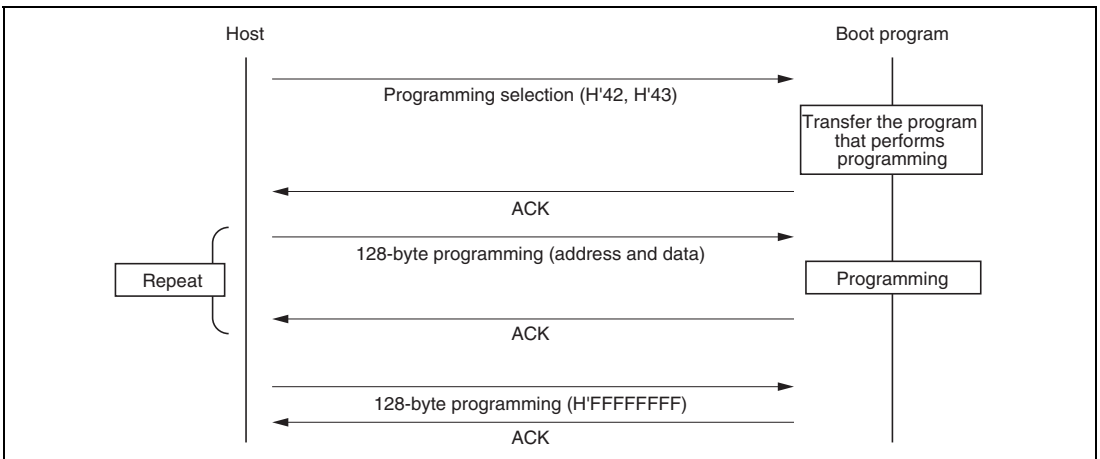 Host
Boot program
Programming selection (H'42, H'43)
Transfer the program
that performs
programming
ACK
128-byte programming (address and data)
Repeat
Programming
ACK
128-byte programming (H'FFFFFFFF)
ACK